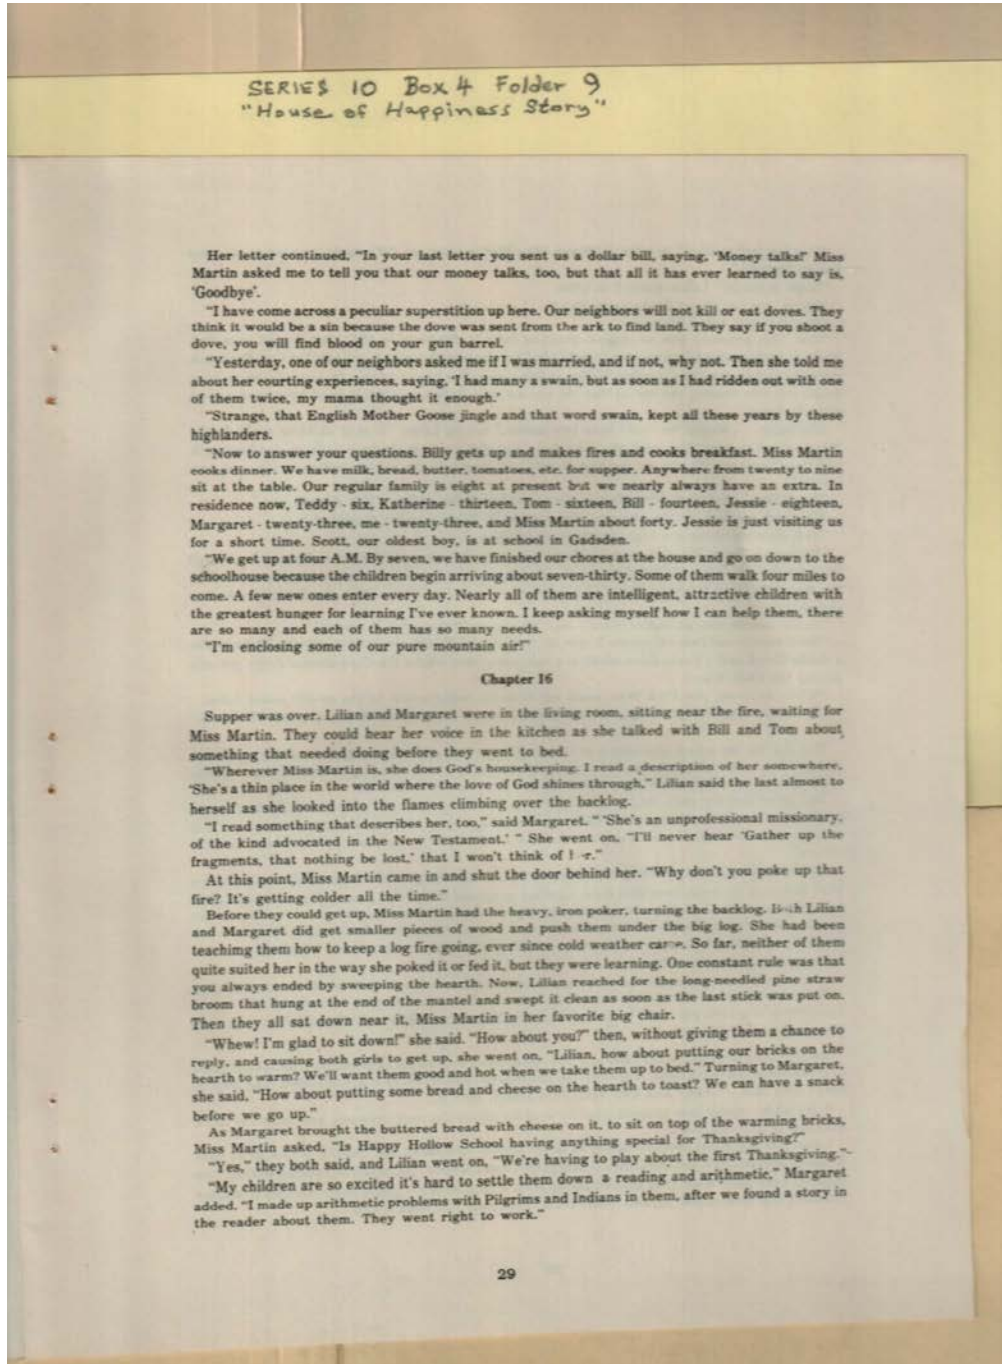 SERIES 10 Box 4 Folder 9
"House of Happiness Story"
Her letter continued, "In your last letter you sent us a dollar bill, saying, 'Money talks!' Miss
Martin asked me to tell you that our money talks, too, but that all it has ever learned to say is,
'Goodbye'.
"I have come across a peculiar superstition up here. Our neighbors will not kill or eat doves. They
think it would be a sin because the dove was sent from the ark to find land. They say if you shoot a
dove, you will find blood on your gun barrel.
"Yesterday, one of our neighbors asked me if I was married, and if not, why not. Then she told me
about her courting experiences, saying, 'I had many a swain, but as soon as I had ridden out with one
of them twice, my mama thought it enough.'
"Strange, that English Mother Goose jingle and that word swain, kept all these years by these
highlanders.
"Now to answer your questions. Billy gets up and makes fires and cooks breakfast. Miss Martin
cooks dinner. We have milk, bread, butter, tomatoes, etc. for supper. Anywhere from twenty to nine
sit at the table. Our regular family is eight at present but we nearly always have an extra. In
residence now, Teddy - six, Katherine - thirteen, Tom - sixteen, Bill - fourteen, Jessie - eighteen,
Margaret - twenty-three, me - twenty-three, and Miss Martin about forty. Jessie is just visiting us
for a short time. Scott, our oldest boy, is at school in Gadsden.
"We get up at four A.M. By seven, we have finished our chores at the house and go on down to the
schoolhouse because the children begin arriving about seven-thirty. Some of them walk four miles to
come. A few new ones enter every day. Nearly all of them are intelligent, attractive children with
the greatest hunger for learning I've ever known. I keep asking myself how I can help them, there
are so many and each of them has so many needs.
"I'm enclosing some of our pure mountain air!"
Chapter 16
Supper was over. Lilian and Margaret were in the living room, sitting near the fire, waiting for
Miss Martin. They could hear her voice in the kitchen as she talked with Bill and Tom about
something that needed doing before they went to bed.
"Wherever Miss Martin is, she does God's housekeeping. I read a description of her somewhere,
'She's a thin place in the world where the love of God shines through," Lilian said the last almost to
herself as she looked into the flames climbing over the backlog.
"I read something that describes her, too," said Margaret. " 'She's an unprofessional missionary,
of the kind advocated in the New Testament.' " She went on, "I'll never hear 'Gather up the
fragments, that nothing be lost,' that I won't think of
At this point, Miss Martin came in and shut the door behind her. "Why don't you poke up that
fire? It's getting colder all the time."
Before they could get up, Miss Martin had the heavy, iron poker, turning the backlog. Both Lilian
and Margaret did get smaller pieces of wood and push them under the big log. She had been
teachimg them how to keep a log fire going, ever since cold weather came. So far, neither of them
quite suited her in the way she poked it or fed it, but they were learning. One constant rule was that
you always ended by sweeping the hearth. Now, Lilian reached for the long-needled pine straw
broom that hung at the end of the mantel and swept it clean as soon as the last stick was put on.
Then they all sat down near it, Miss Martin in her favorite big chair.
"Whew! I'm glad to sit down!" she said. "How about you?" then, without giving them a chance to
reply, and causing both girls to get up, she went on, "Lilian, how about putting our bricks on the
hearth to warm? We'll want them good and hot when we take them up to bed." Turning to Margaret,
she said, "How about putting some bread and cheese on the hearth to toast? We can have a snack
before we go up."
As Margaret brought the buttered bread with cheese on it, to sit on top of the warming bricks,
Miss Martin asked, "Is Happy Hollow School having anything special for Thanksgiving?"
"Yes," they both said, and Lilian went on, "We're having to play about the first Thanksgiving."
"My children are so excited it's hard to settle them down reading and arithmetic," Margaret
added. "I made up arithmetic problems with Pilgrims and Indians in them, after we found a story in
the reader about them. They went right to work."
29